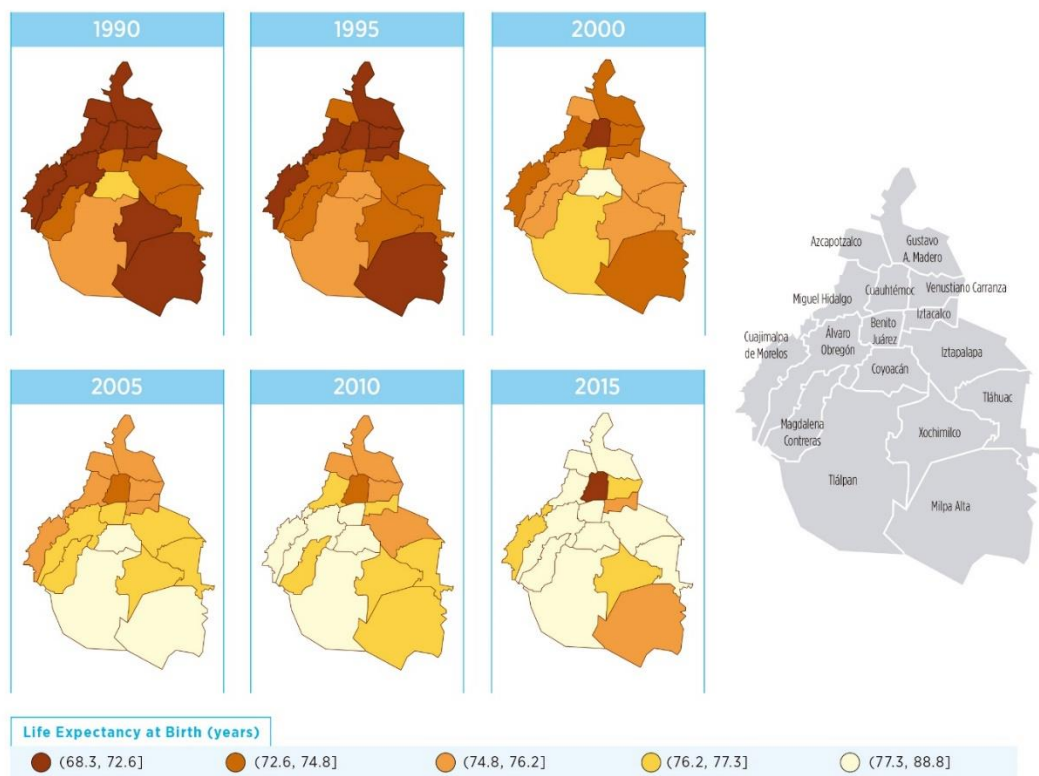 1990
1995
2000
Azcapotzalco
Gustavo
A. Madero
Miguel Hidalgo
Cuauhtémoc
Venustiano Carranza
Iztacalco
Cuajimalpa
de Morelos
Álvaro
Obregón
Benito
Juárez
Iztapalapa
Coyoacán
Tláhuac
Magdalena
Contreras
Xochimilco
Tlálpan
Milpa Alta
2005
2010
2015
Life Expectancy at Birth (years)
(68.3, 72.6]
(72.6, 74.8]
(74.8, 76.2]
(76.2, 77.3]
(77.3, 88.8]